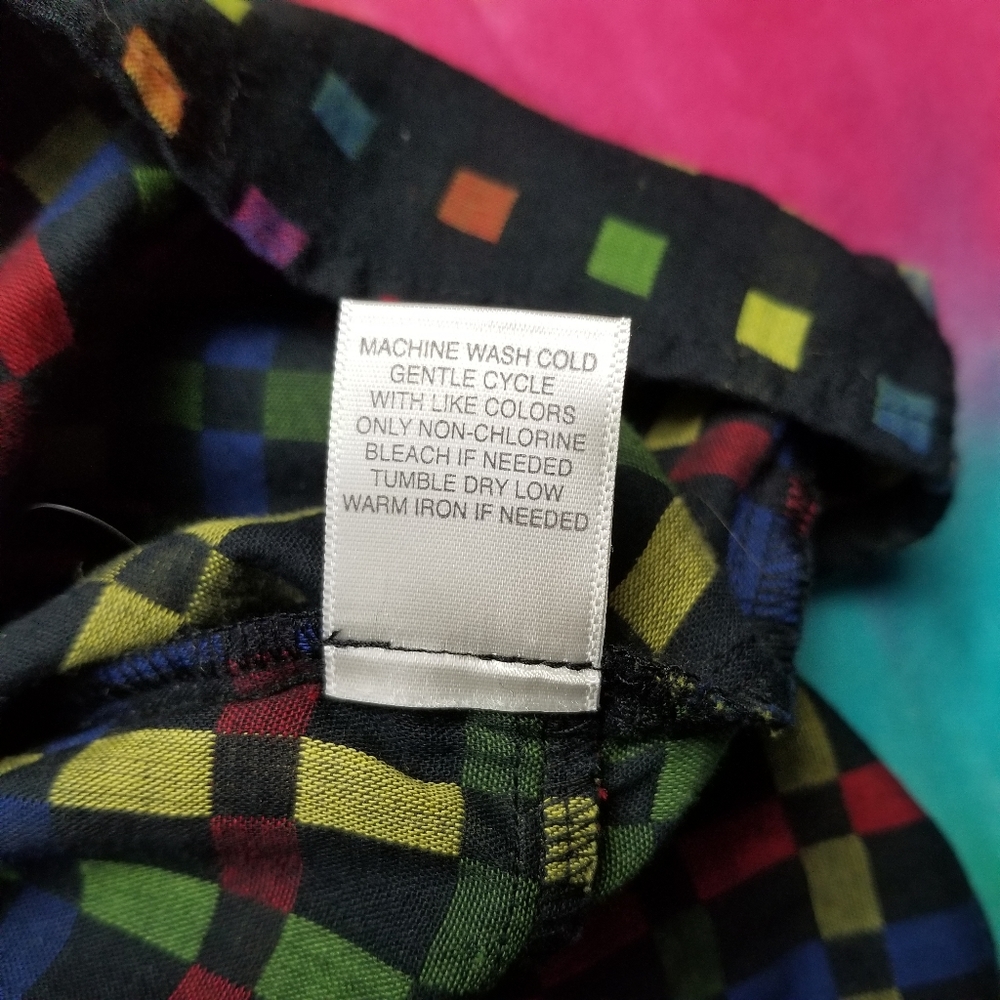 MACHINE WASH COLD
GENTLE CYCLE
WITH LIKE COLORS
ONLY NON-CHLORINE
BLEACH IF NEEDED
TUMBLE DRY LOW
WARM IRON IF NEEDED